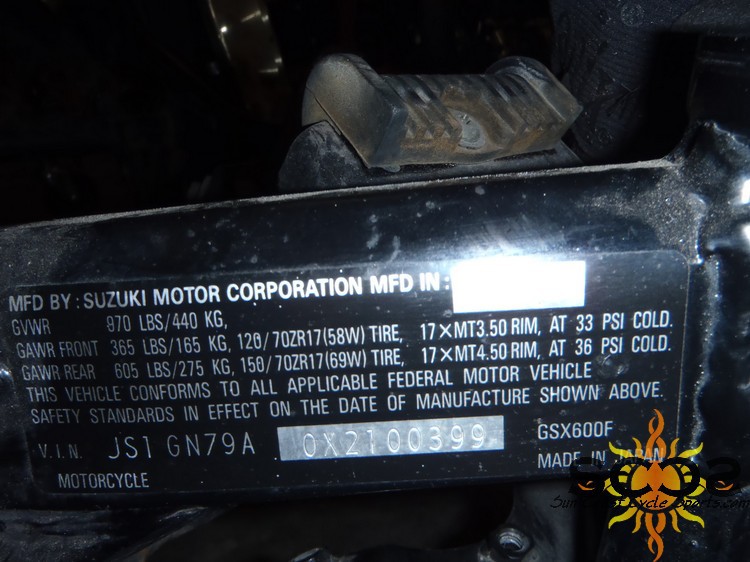 MFD BY : SUZUKI MOTOR CORPORATION MFD IN :
GVWR 970 LBS/440 KG,
GAWR FRONT 365 LBS/165 KG, 120/70ZR17(58W) TIRE, 17×MT3.50 RIM, AT 33 PSI COLD.
GAWR REAR 605 LBS/275 KG, 150/70ZR17(69W) TIRE, 17×MT4.50 RIM, AT 36 PSI COLD.
THIS VEHICLE CONFORMS TO ALL APPLICABLE FEDERAL MOTOR VEHICLE
SAFETY STANDARDS IN EFFECT ON THE DATE OF MANUFACTURE SHOWN ABOVE.
V.I.N. JS1GN79A 0X2100399 GSX600F
MOTORCYCLE MADE IN JAPAN